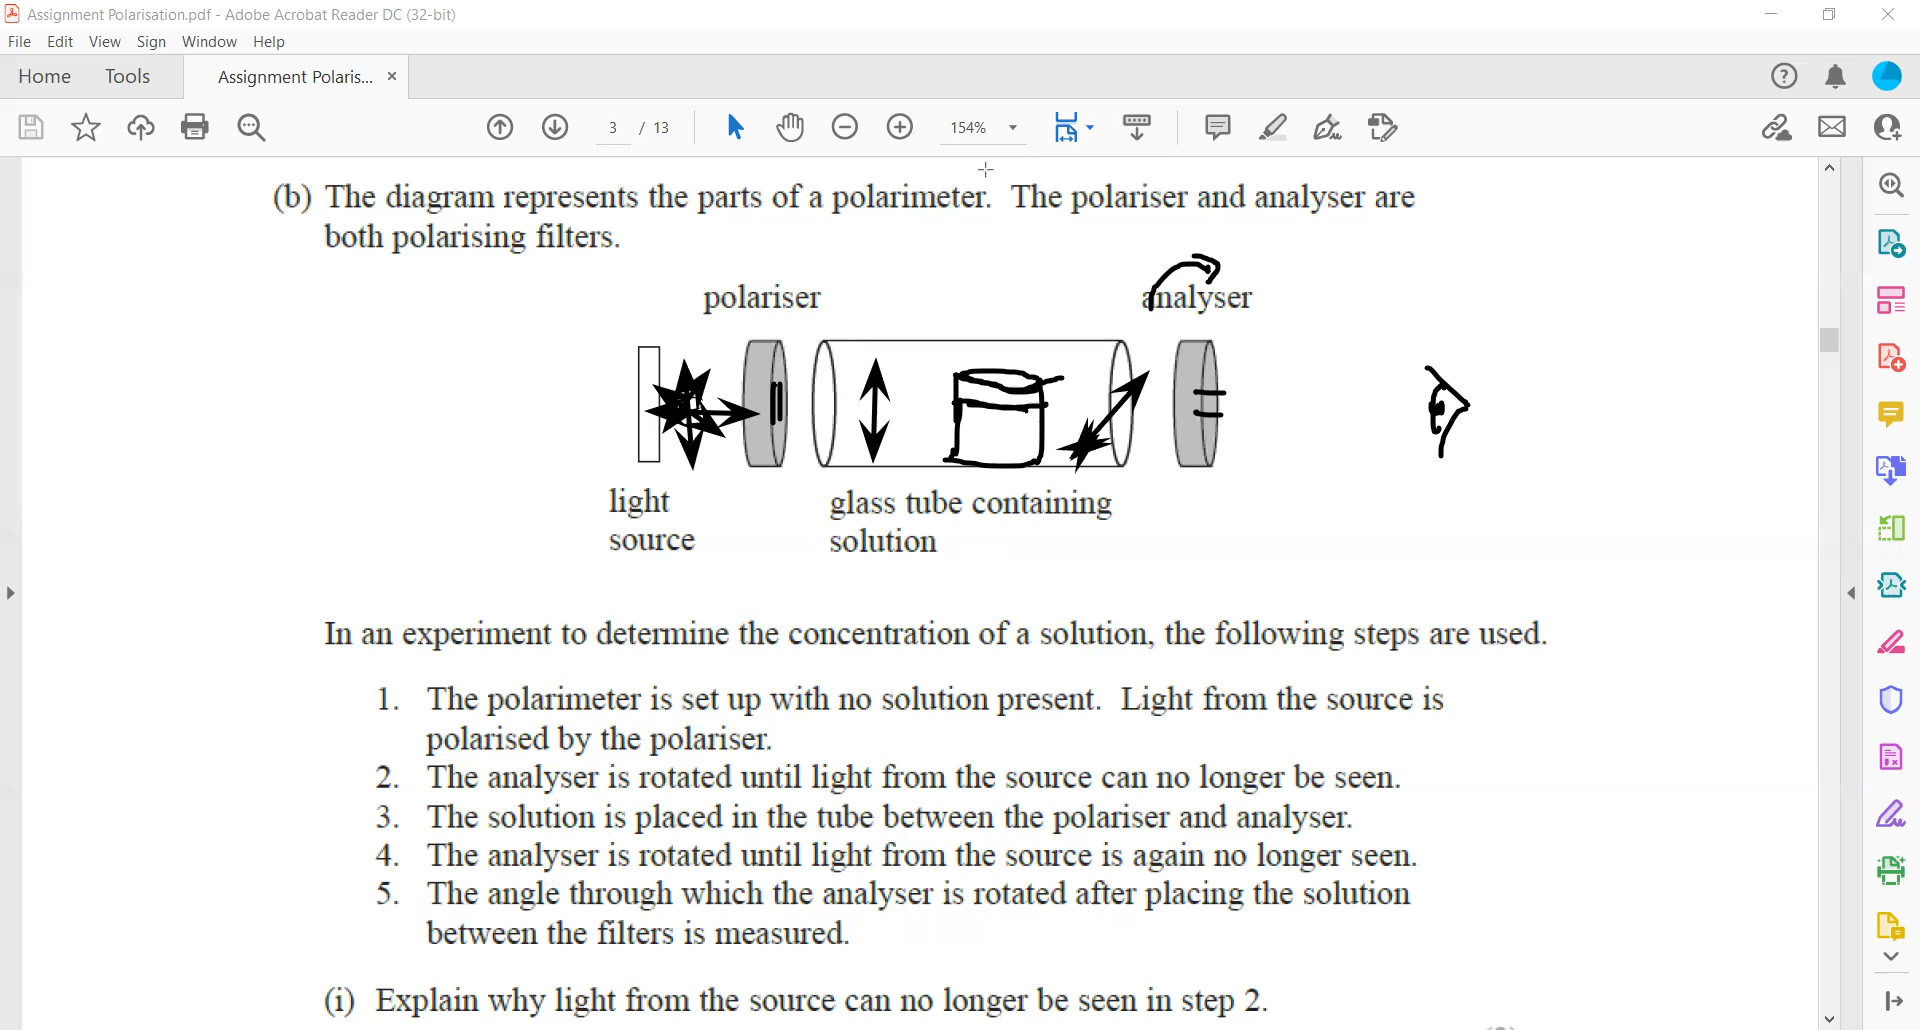 Assignment Polarisation.pdf - Adobe Acrobat Reader DC (32-bit)
File Edit View Sign Window Help
Home Tools Assignment Polaris... ×
3 / 13 154%
(b) The diagram represents the parts of a polarimeter. The polariser and analyser are
both polarising filters.
polariser analyser
light
source
glass tube containing
solution
In an experiment to determine the concentration of a solution, the following steps are used.
1. The polarimeter is set up with no solution present. Light from the source is
polarised by the polariser.
2. The analyser is rotated until light from the source can no longer be seen.
3. The solution is placed in the tube between the polariser and analyser.
4. The analyser is rotated until light from the source is again no longer seen.
5. The angle through which the analyser is rotated after placing the solution
between the filters is measured.
(i) Explain why light from the source can no longer be seen in step 2.